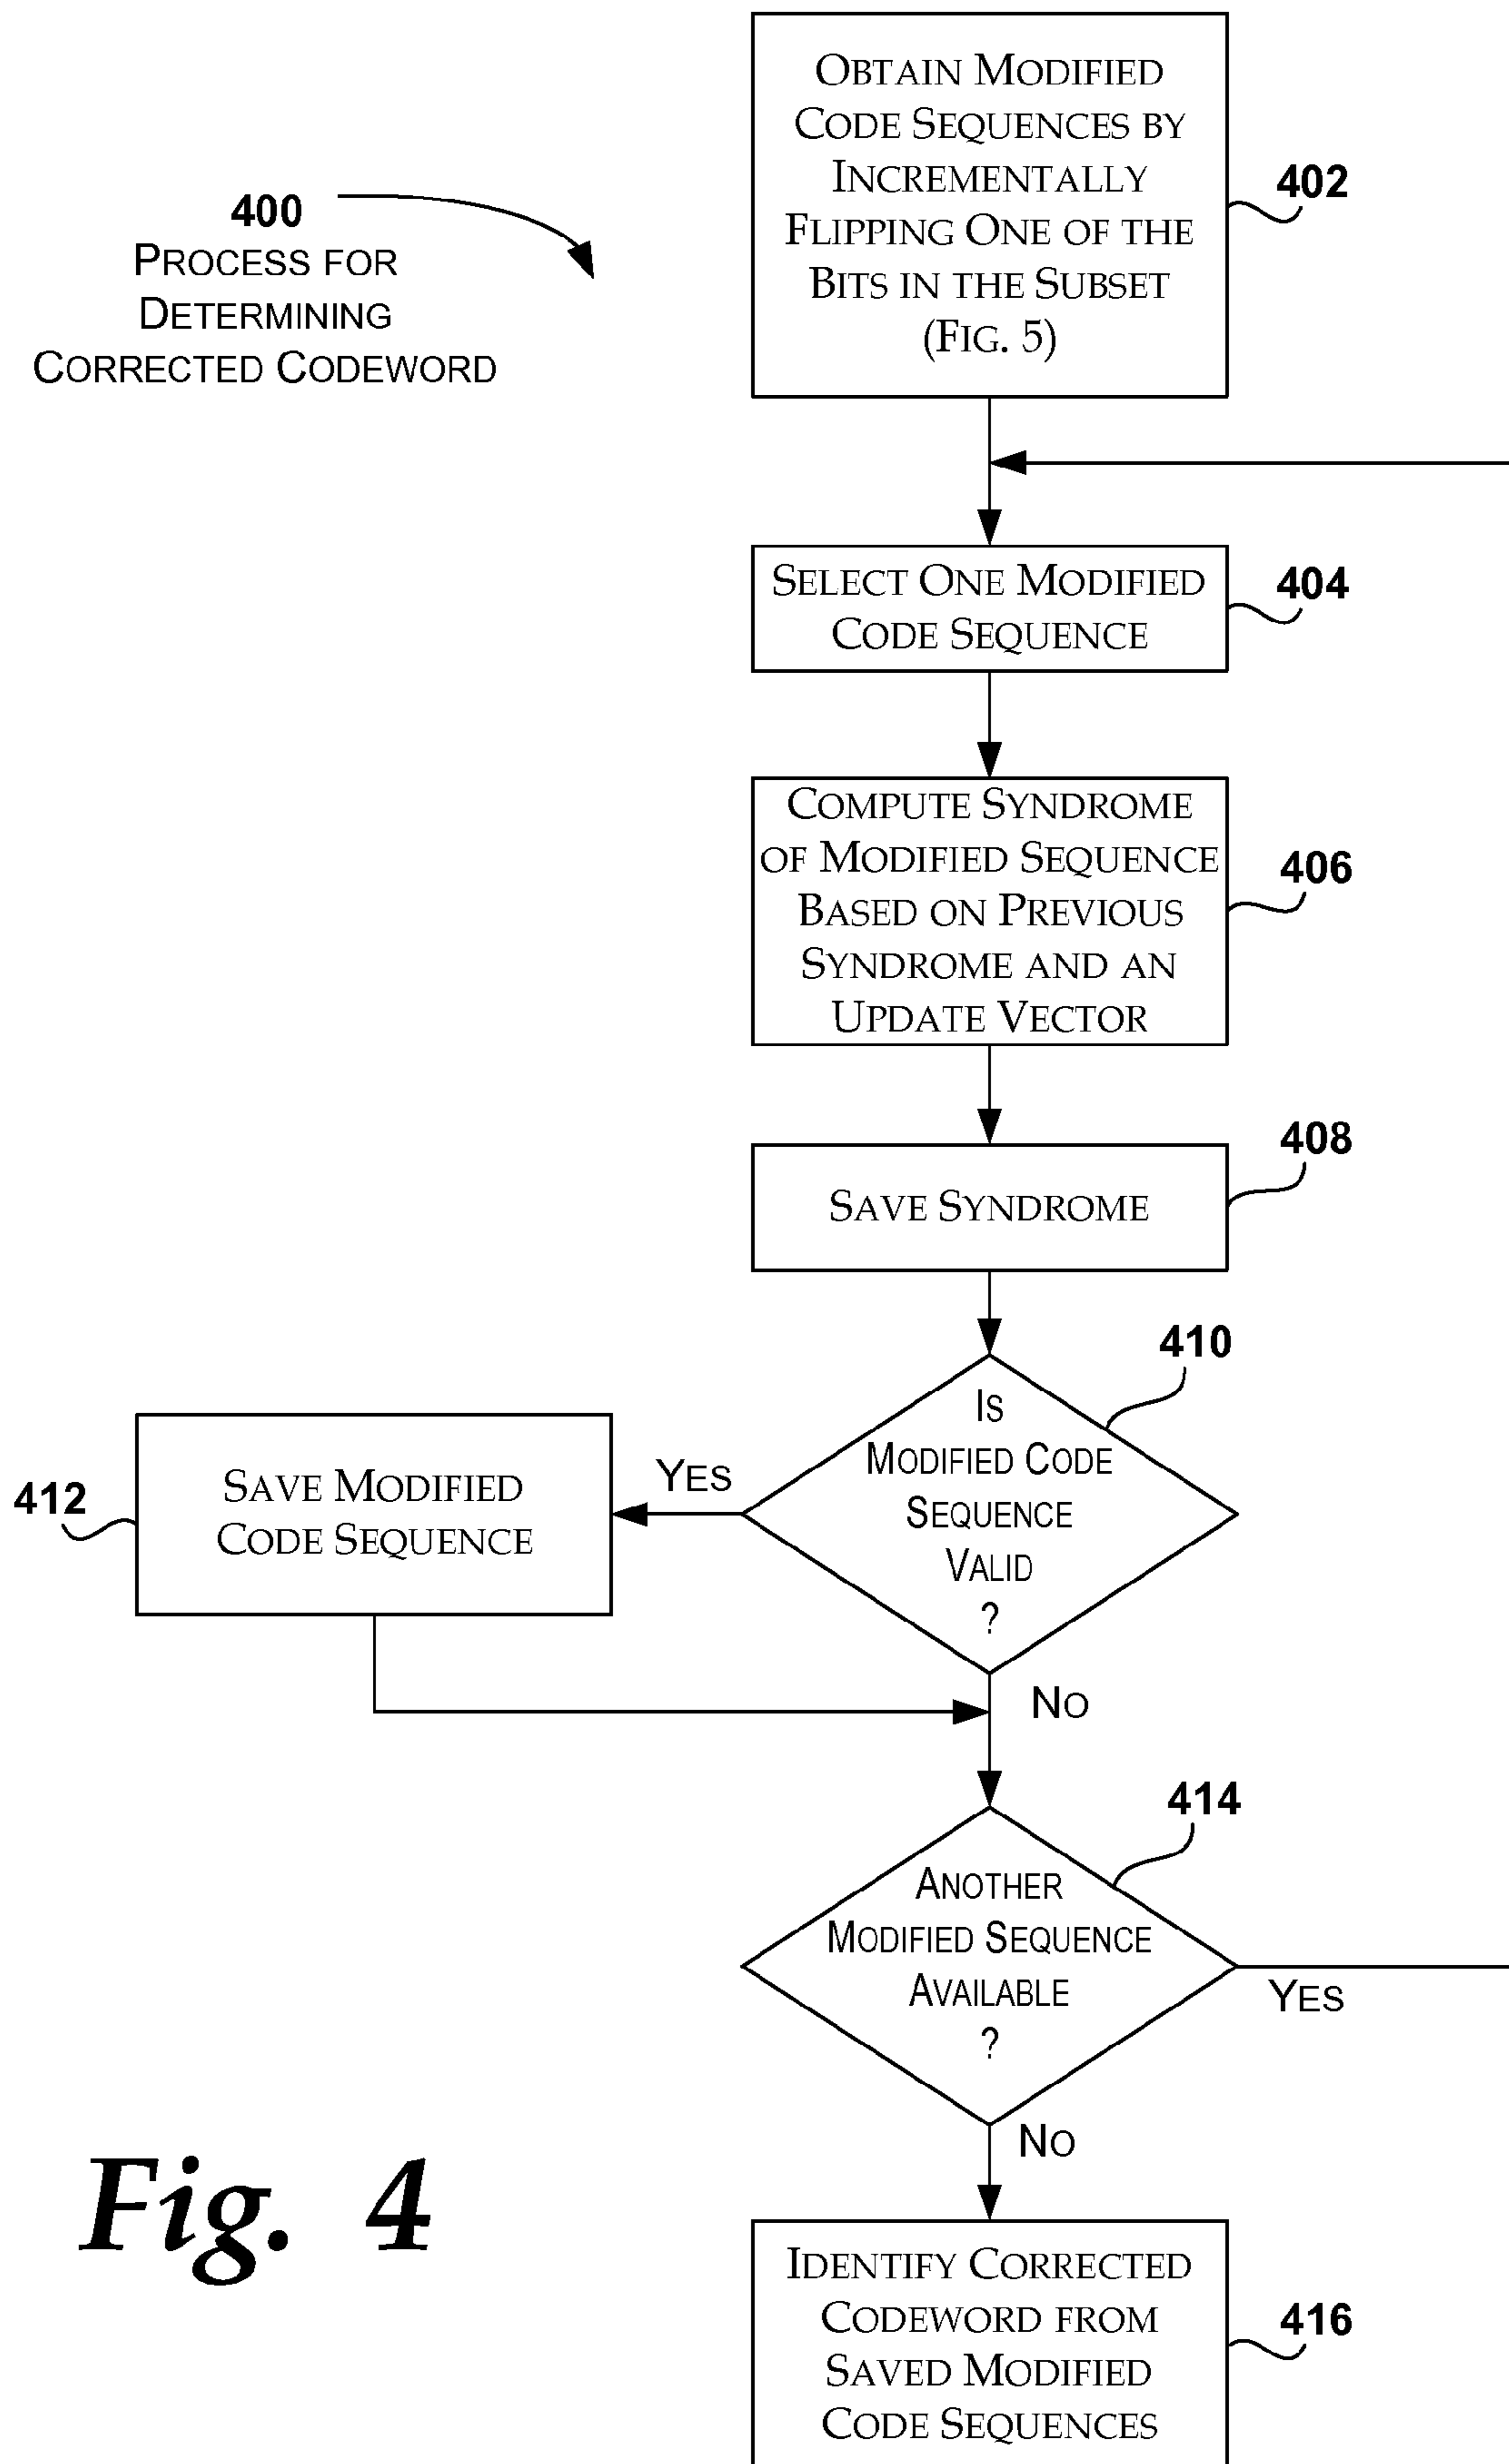 400
PROCESS FOR
DETERMINING
CORRECTED CODEWORD
OBTAIN MODIFIED
CODE SEQUENCES BY
INCREMENTALLY
FLIPPING ONE OF THE
BITS IN THE SUBSET
(FIG. 5)
402
SELECT ONE MODIFIED
CODE SEQUENCE
404
COMPUTE SYNDROME
OF MODIFIED SEQUENCE
BASED ON PREVIOUS
SYNDROME AND AN
UPDATE VECTOR
406
SAVE SYNDROME
408
IS
MODIFIED CODE
SEQUENCE
VALID
?
410
YES
SAVE MODIFIED
CODE SEQUENCE
412
NO
ANOTHER
MODIFIED SEQUENCE
AVAILABLE
?
414
YES
NO
IDENTIFY CORRECTED
CODEWORD FROM
SAVED MODIFIED
CODE SEQUENCES
416
Fig. 4